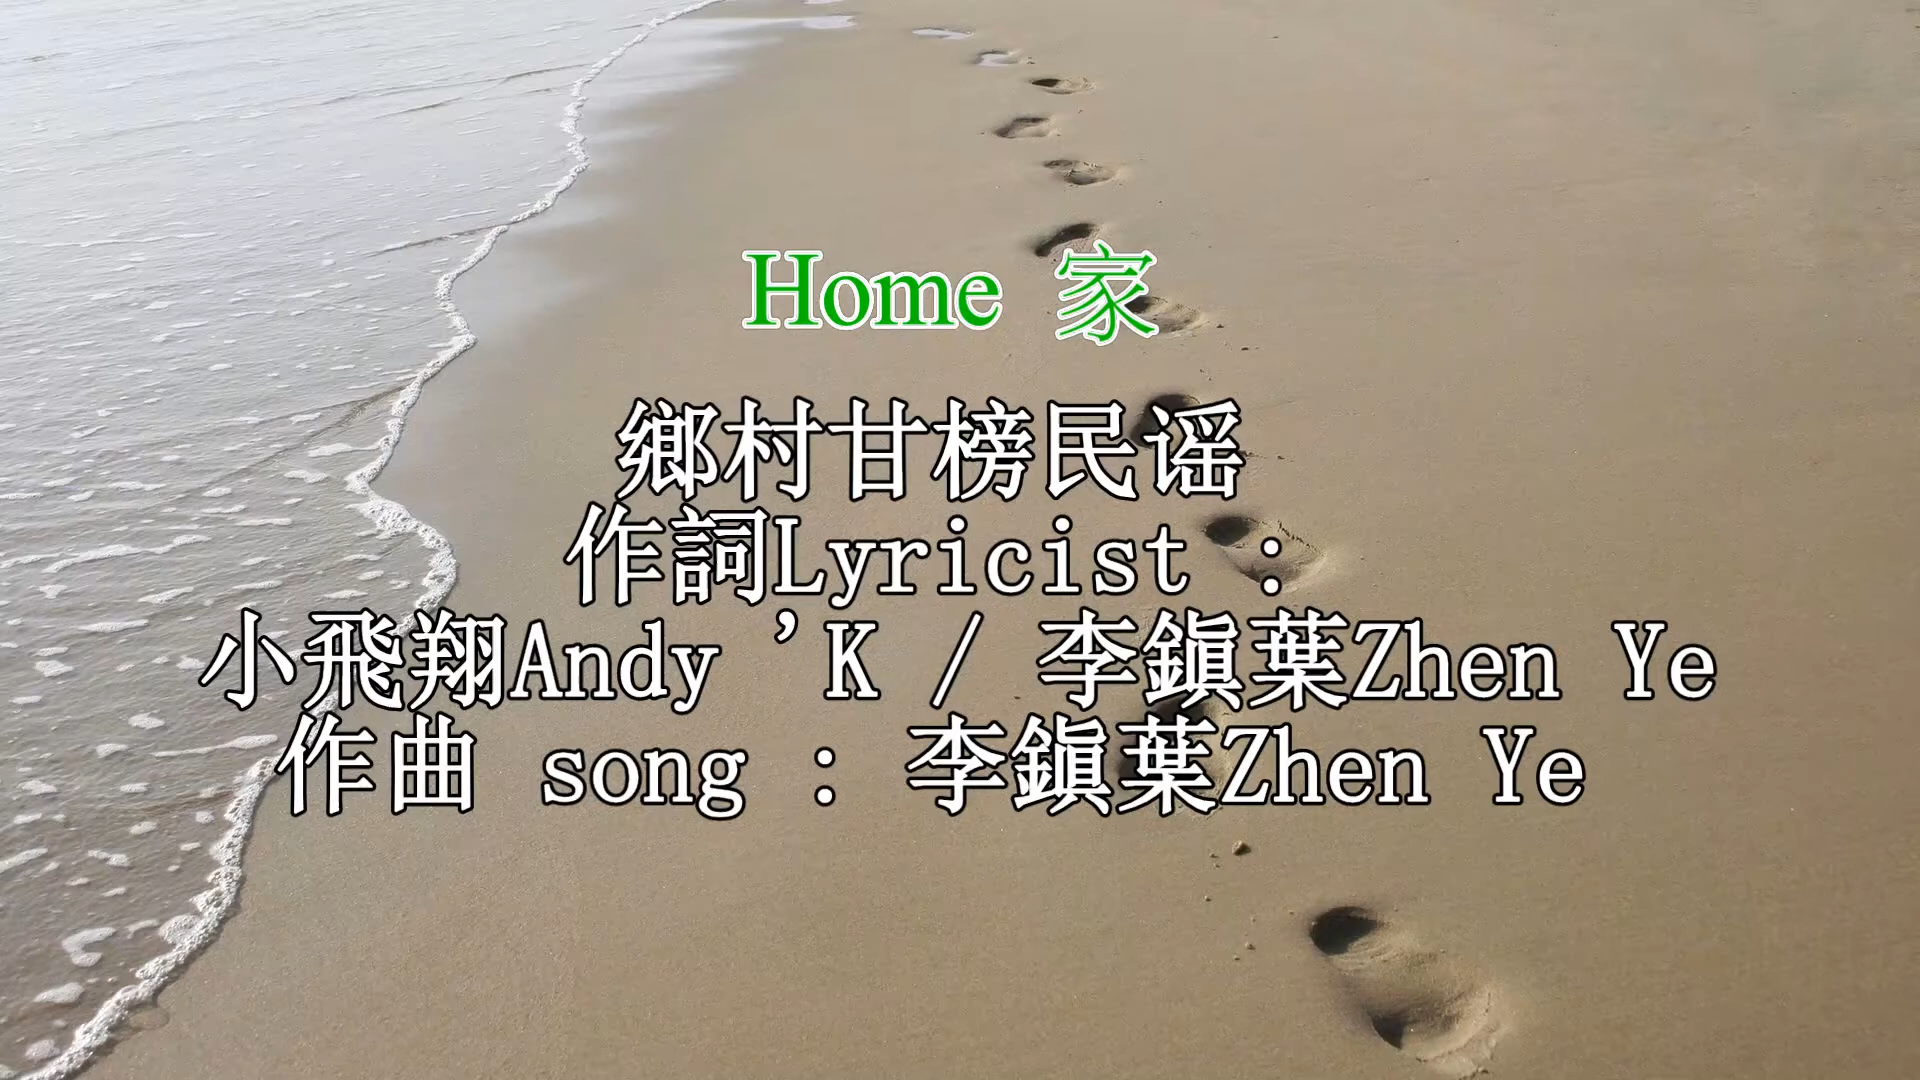 Home 家
鄉村甘榜民谣
作詞Lyricist :
小飛翔Andy 'K / 李鎭葉Zhen Ye
作曲 song : 李鎭葉Zhen Ye